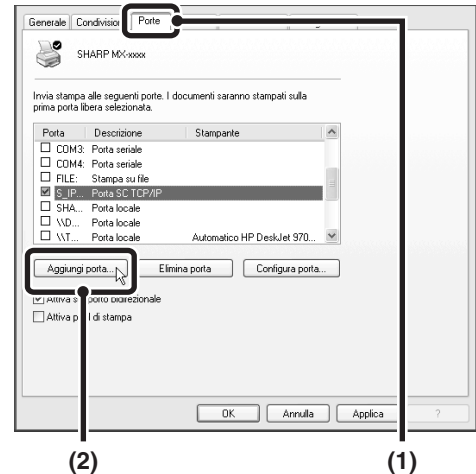 Generale Condivision Porte
SHARP MX-xxxx
Invia stampa alle seguenti porte. I documenti saranno stampati sulla
prima porta libera selezionata.
Porta Descrizione Stampante
COM3: Porta seriale
COM4: Porta seriale
FILE: Stampa su file
S_IP... Porta SC TCP/IP
SHA... Porta locale
\\D... Porta locale
\\T... Porta locale Automatico HP DeskJet 970...
Aggiungi porta... Elimina porta Configura porta...
Attiva s porto bidirezionale
Attiva p l di stampa
OK Annulla Applica ?
(2) (1)